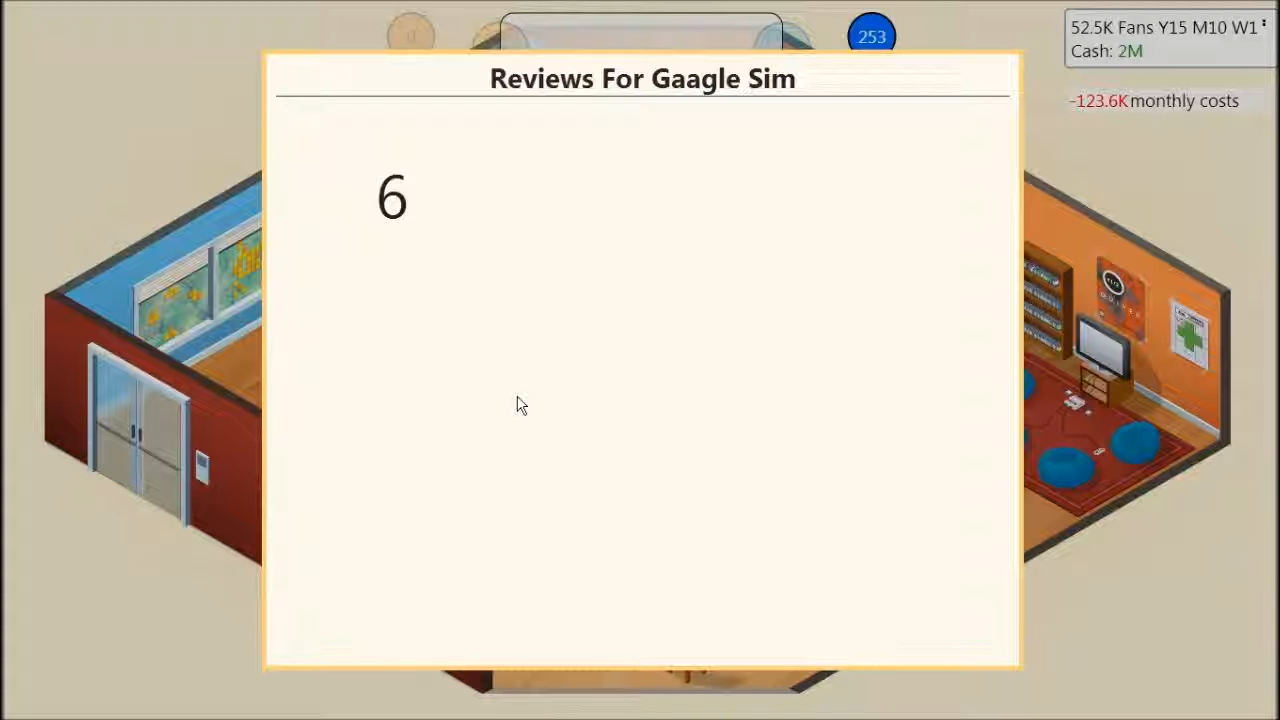 253
52.5K Fans Y15 M10 W1
Cash: 2M
-123.6K monthly costs
Reviews For Gaagle Sim
6